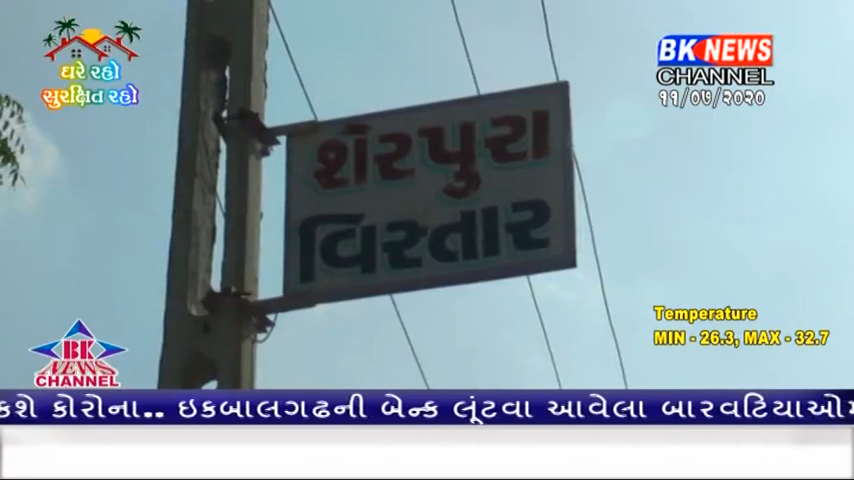 ઘરે રહો
સુરક્ષિત રહો
BK NEWS
CHANNEL
૧૧/૦૭/૨૦૨૦
શેરપુરા
વિસ્તાર
Temperature
MIN - 26.3, MAX - 32.7
BK
NEWS
CHANNEL
કશે કોરોના.. ઇકબાલગઢની બેન્ક લૂંટવા આવેલા બારવટિયાઓ